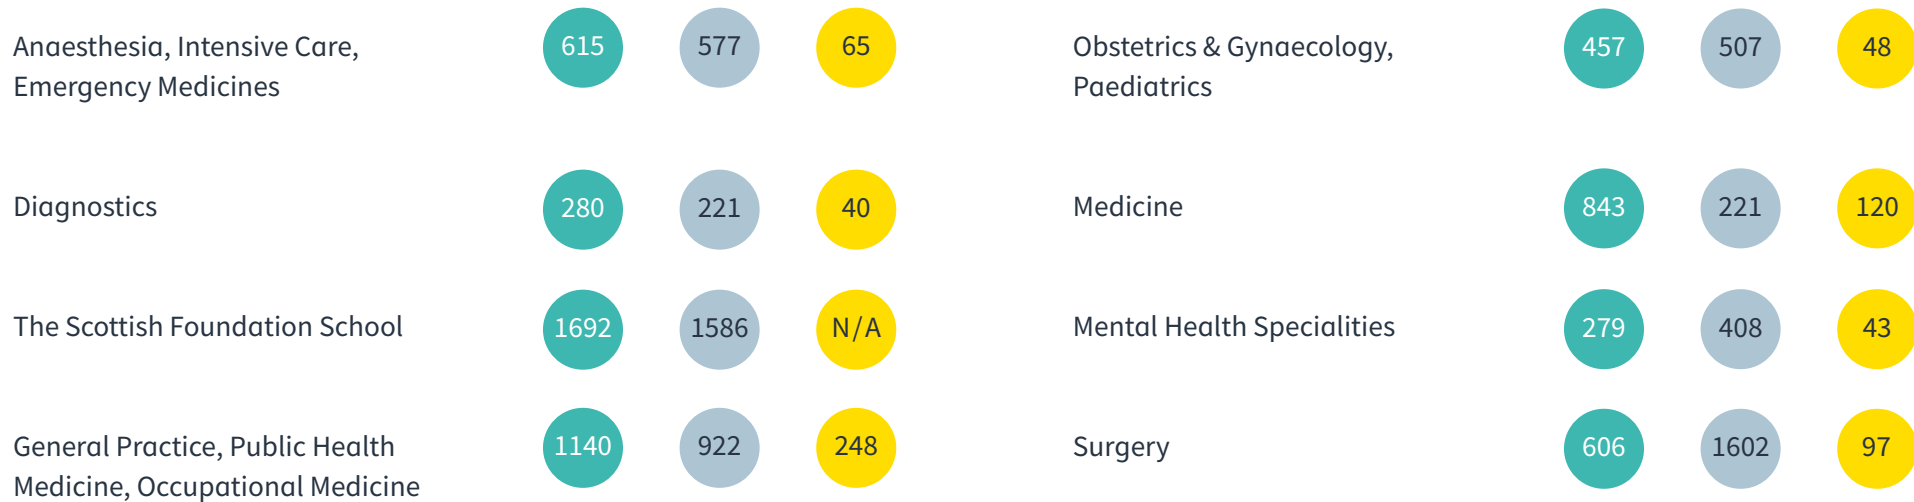 Anaesthesia, Intensive Care,
Emergency Medicines
615 577 65
Diagnostics
280 221 40
The Scottish Foundation School
1692 1586 N/A
General Practice, Public Health
Medicine, Occupational Medicine
1140 922 248
Obstetrics & Gynaecology,
Paediatrics
457 507 48
Medicine
843 221 120
Mental Health Specialities
279 408 43
Surgery
606 1602 97